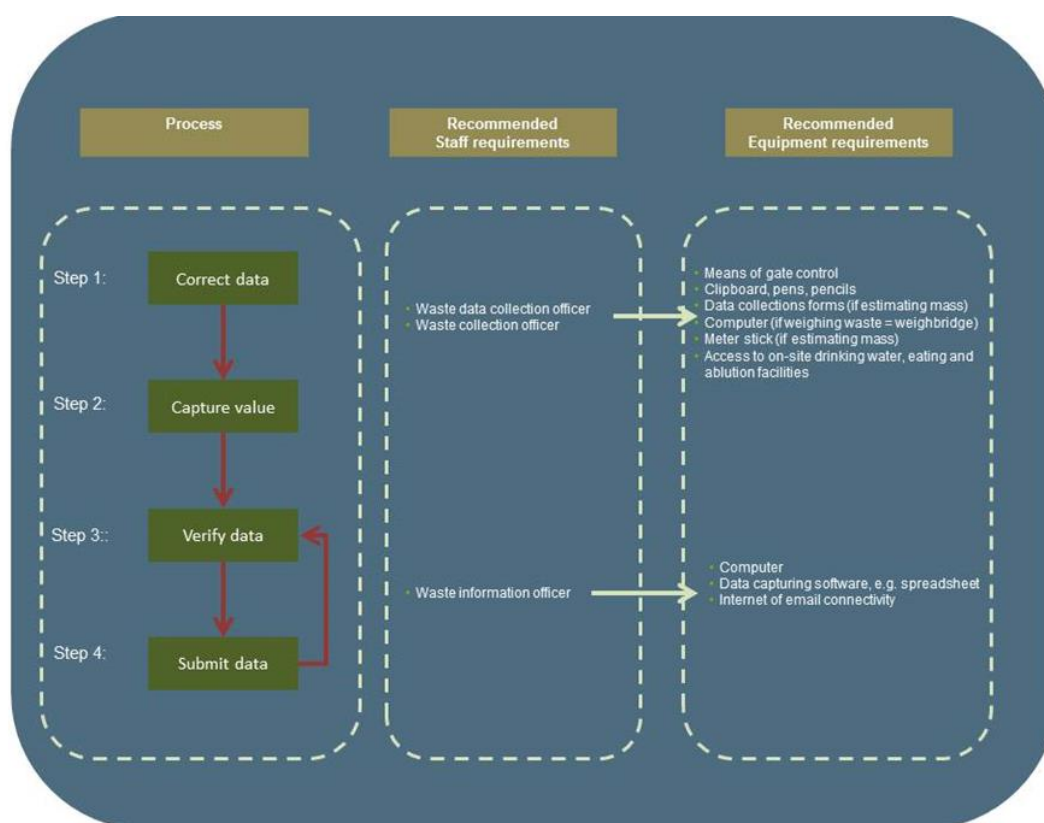 Process
Recommended
Staff requirements
Recommended
Equipment requirements
Step 1:
Correct data
Step 2:
Capture value
Step 3::
Verify data
Step 4:
Submit data
• Waste data collection officer
• Waste collection officer
• Waste information officer
• Means of gate control
• Clipboard, pens, pencils
• Data collections forms (if estimating mass)
• Computer (if weighing waste = weighbridge)
• Meter stick (if estimating mass)
• Access to on-site drinking water, eating and
ablution facilities
• Computer
• Data capturing software, e.g. spreadsheet
• Internet of email connectivity